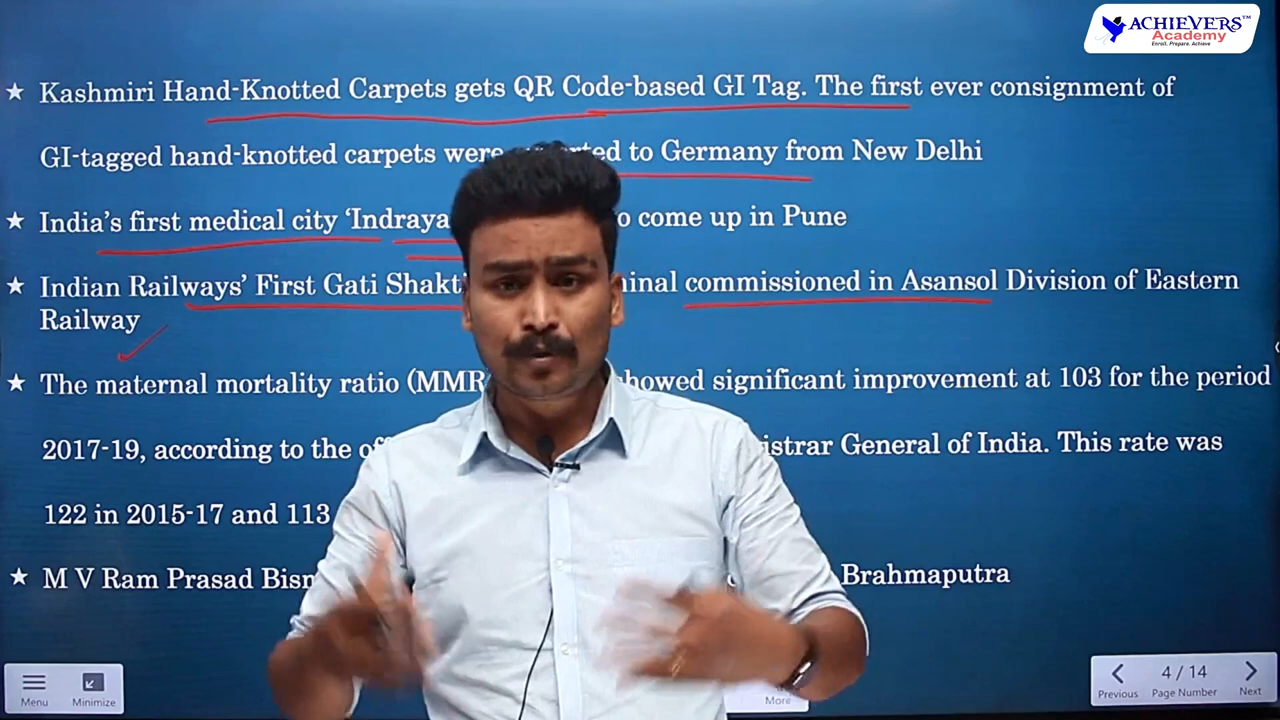 ACHIEVERS™
Academy
Enroll. Prepare. Achieve
★ Kashmiri Hand-Knotted Carpets gets QR Code-based GI Tag. The first ever consignment of
GI-tagged hand-knotted carpets were to Germany from New Delhi
★ India's first medical city 'Indraya to come up in Pune
★ Indian Railways' First Gati Shakti commissioned in Asansol Division of Eastern
Railway
★ The maternal mortality ratio (MMR showed significant improvement at 103 for the period
2017-19, according to the General of India. This rate was
122 in 2015-17 and 113
★ M V Ram Prasad Brahmaputra
Menu
Minimize
More
Previous
4 / 14
Page Number
Next